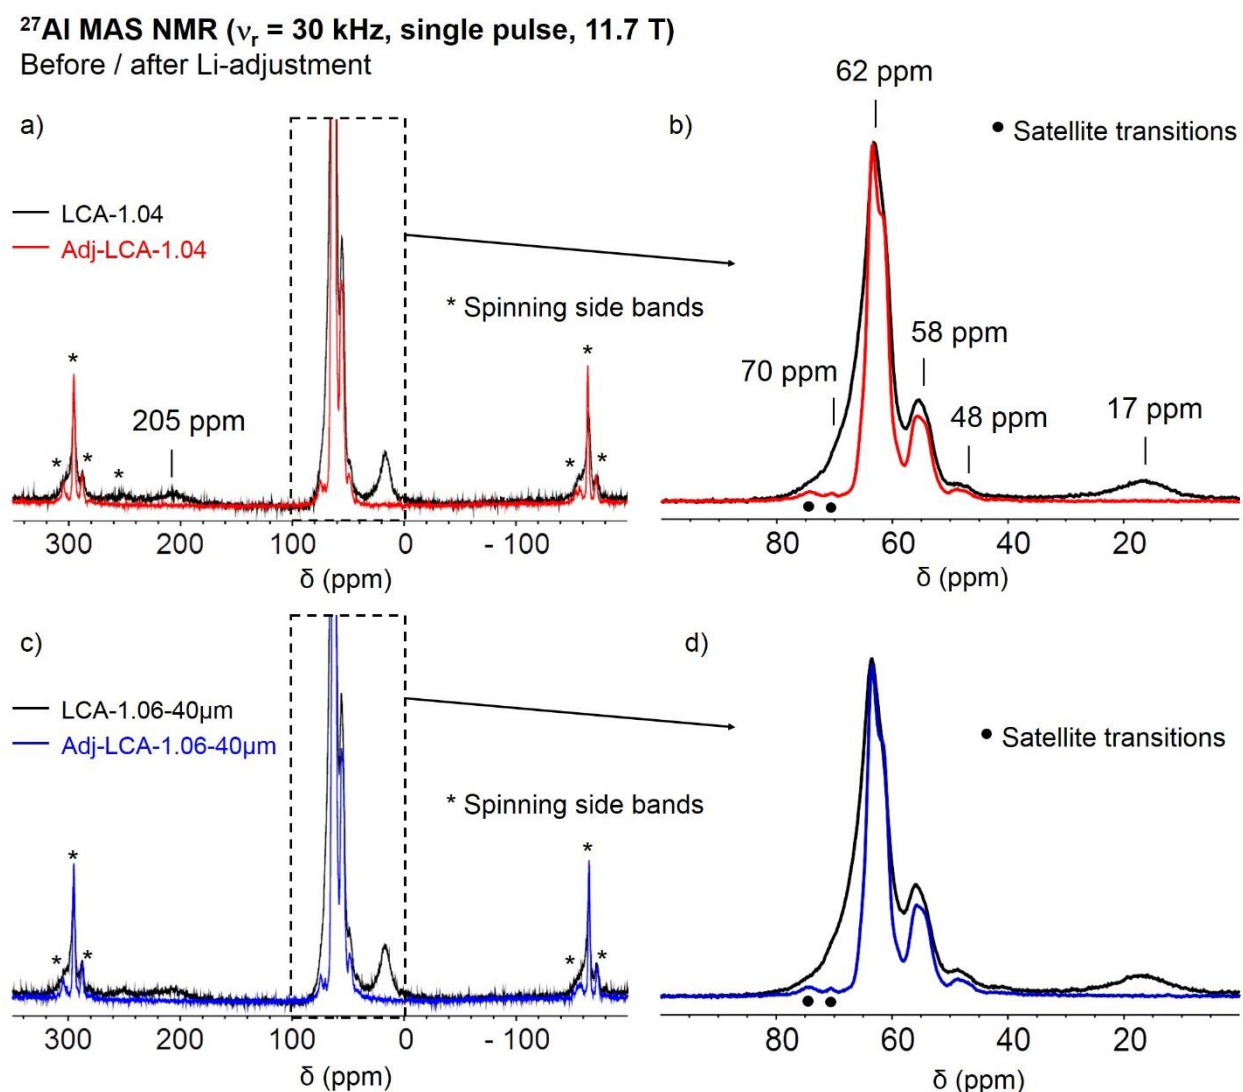 ²⁷Al MAS NMR (νᵣ = 30 kHz, single pulse, 11.7 T)
Before / after Li-adjustment
a)
LCA-1.04
Adj-LCA-1.04
* Spinning side bands
205 ppm
*
*
*
*
*
*
*
300 200 100 0 - 100
δ (ppm)
b)
62 ppm
• Satellite transitions
70 ppm
58 ppm
48 ppm
17 ppm
• •
80 60 40 20
δ (ppm)
c)
LCA-1.06-40µm
Adj-LCA-1.06-40µm
* Spinning side bands
*
*
*
*
*
*
300 200 100 0 - 100
δ (ppm)
d)
• Satellite transitions
• •
80 60 40 20
δ (ppm)